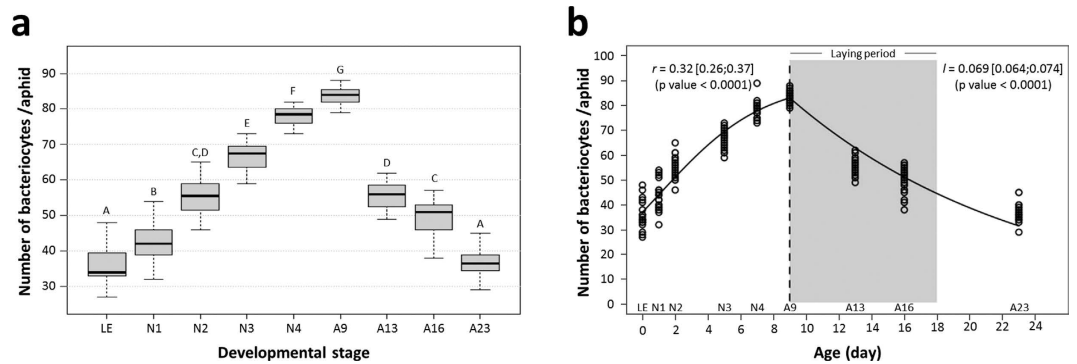 a
Number of bacteriocytes /aphid
90
80
70
60
50
40
30
A
B
C,D
E
F
G
D
C
A
LE N1 N2 N3 N4 A9 A13 A16 A23
Developmental stage
b
Number of bacteriocytes /aphid
100
90
80
70
60
50
40
30
20
10
0
Laying period
r = 0.32 [0.26;0.37]
(p value < 0.0001)
l = 0.069 [0.064;0.074]
(p value < 0.0001)
LE N1 N2 N3 N4 A9 A13 A16 A23
0 2 4 6 8 10 12 14 16 18 20 22 24
Age (day)